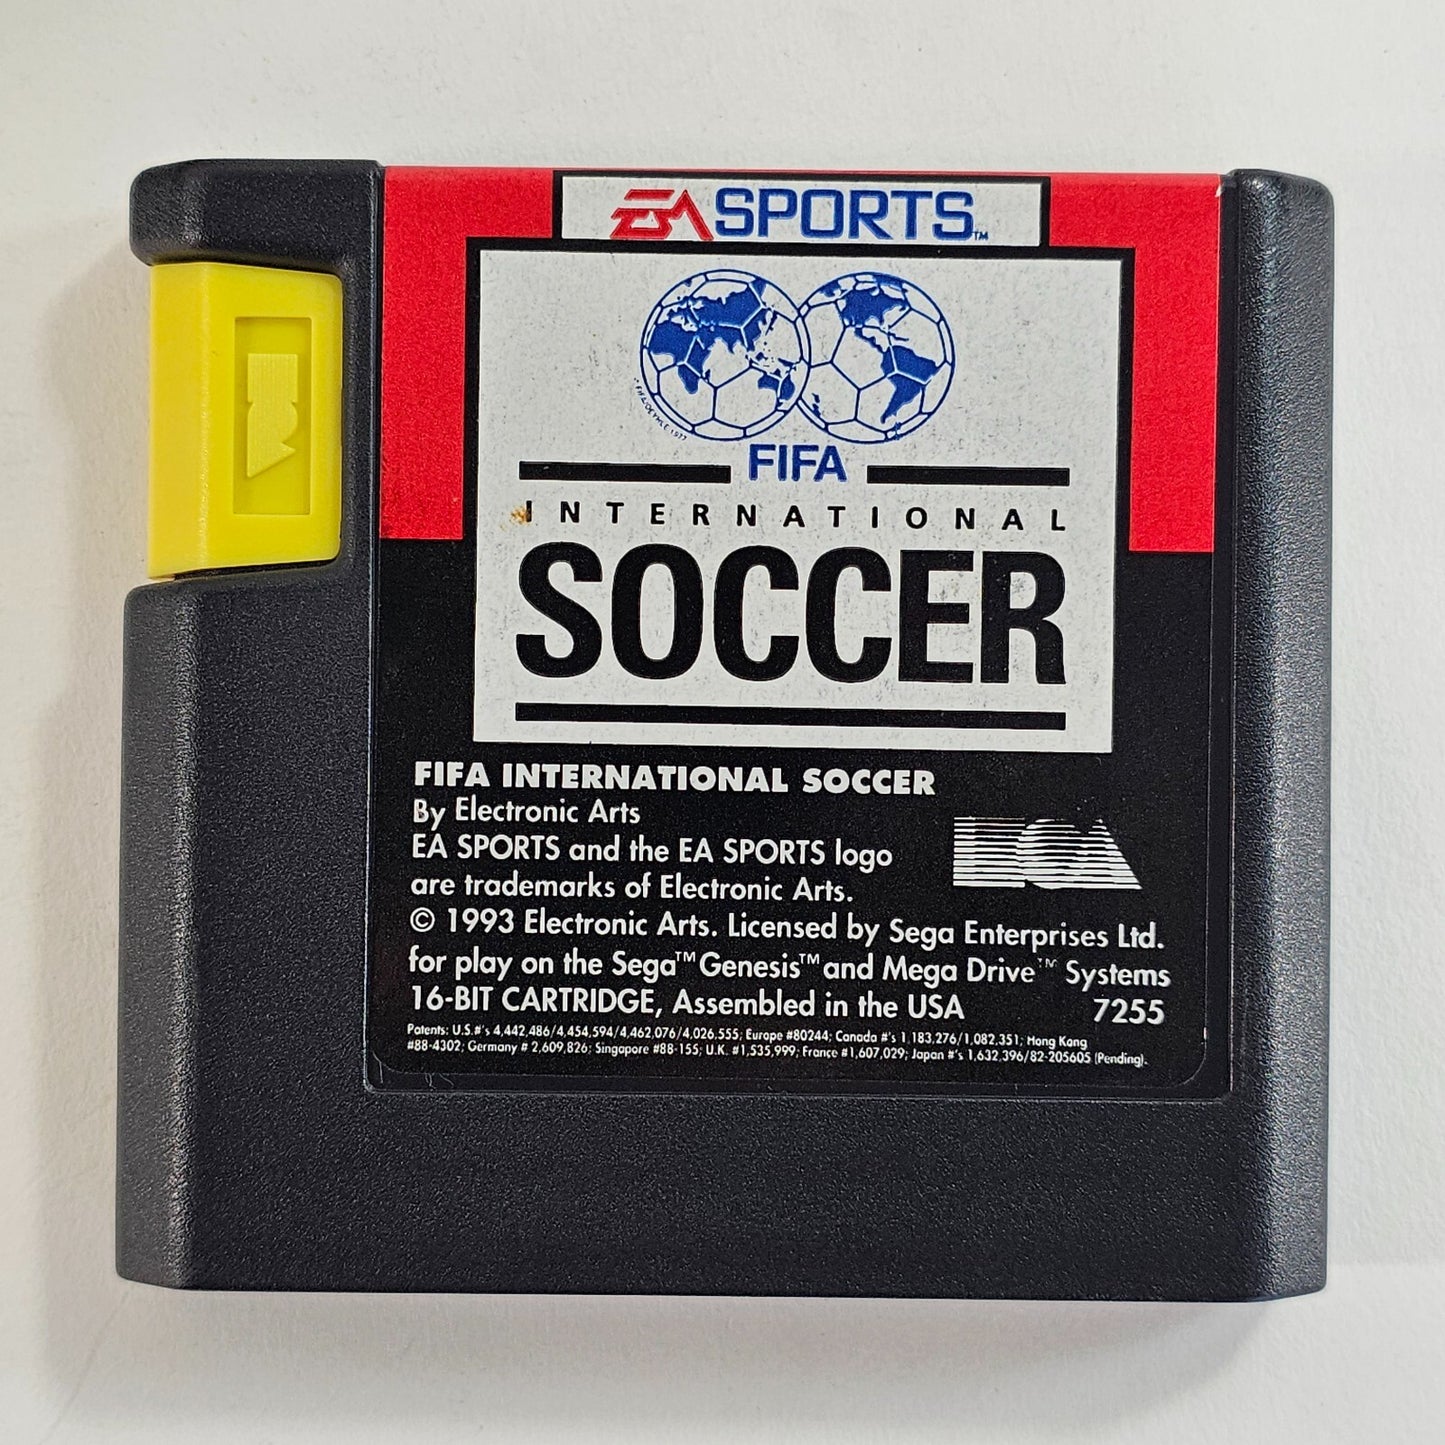 EA SPORTS™
© FIFA/DEYHLE 1977
FIFA
INTERNATIONAL
SOCCER
FIFA INTERNATIONAL SOCCER
By Electronic Arts
EA SPORTS and the EA SPORTS logo
are trademarks of Electronic Arts.
© 1993 Electronic Arts. Licensed by Sega Enterprises Ltd.
for play on the Sega™ Genesis™ and Mega Drive™ Systems
16-BIT CARTRIDGE, Assembled in the USA 7255
Patents: U.S.#'s 4,442,486/4,454,594/4,462,076/4,026,555; Europe #80244; Canada #'s 1,183,276/1,082,351; Hong Kong
#88-4302; Germany # 2,609,826; Singapore #88-155; U.K. #1,535,999; France #1,607,029; Japan #'s 1,632,396/82-205605 (Pending).
EA